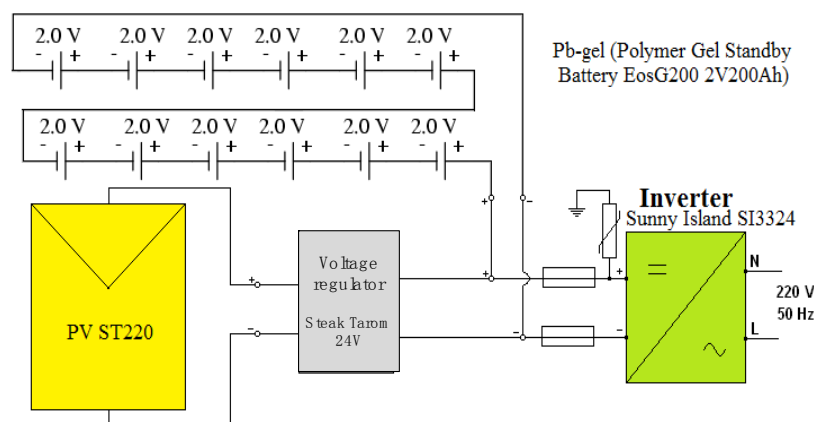 2.0 V 2.0 V 2.0 V 2.0 V 2.0 V 2.0 V
- + - + - + - + - + - +
Pb-gel (Polymer Gel Standby
Battery EosG200 2V200Ah)
2.0 V 2.0 V 2.0 V 2.0 V 2.0 V 2.0 V
- + - + - + - + - + - +
+ -
Inverter
Sunny Island SI3324
PV ST220
+
-
Voltage
regulator
Steak Tarom
24V
+
-
+
-
N
L
220 V
50 Hz